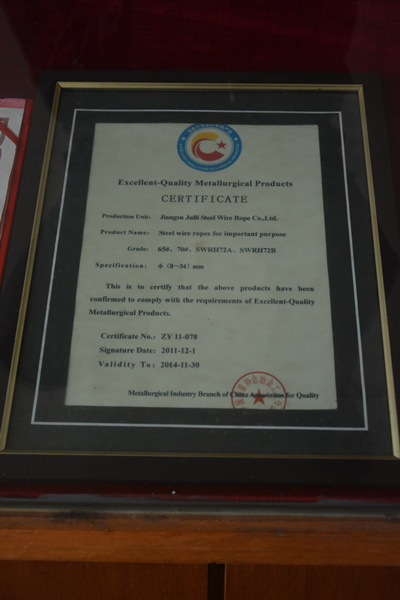 Excellent-Quality Metallurgical Products
CERTIFICATE
Production Unit: Jiangsu Julli Steel Wire Rope Co.,Ltd.
Product Name: Steel wire ropes for important purpose
Grade: 65#、70#、SWRH72A、SWRH72B
Specification: ф (8～34) mm
This is to certify that the above products have been
confirmed to comply with the requirements of Excellent-Quality
Metallurgical Products.
Certificate No.: ZY 11-078
Signature Date: 2011-12-1
Validity To: 2014-11-30
Metallurgical Industry Branch of China Association for Quality